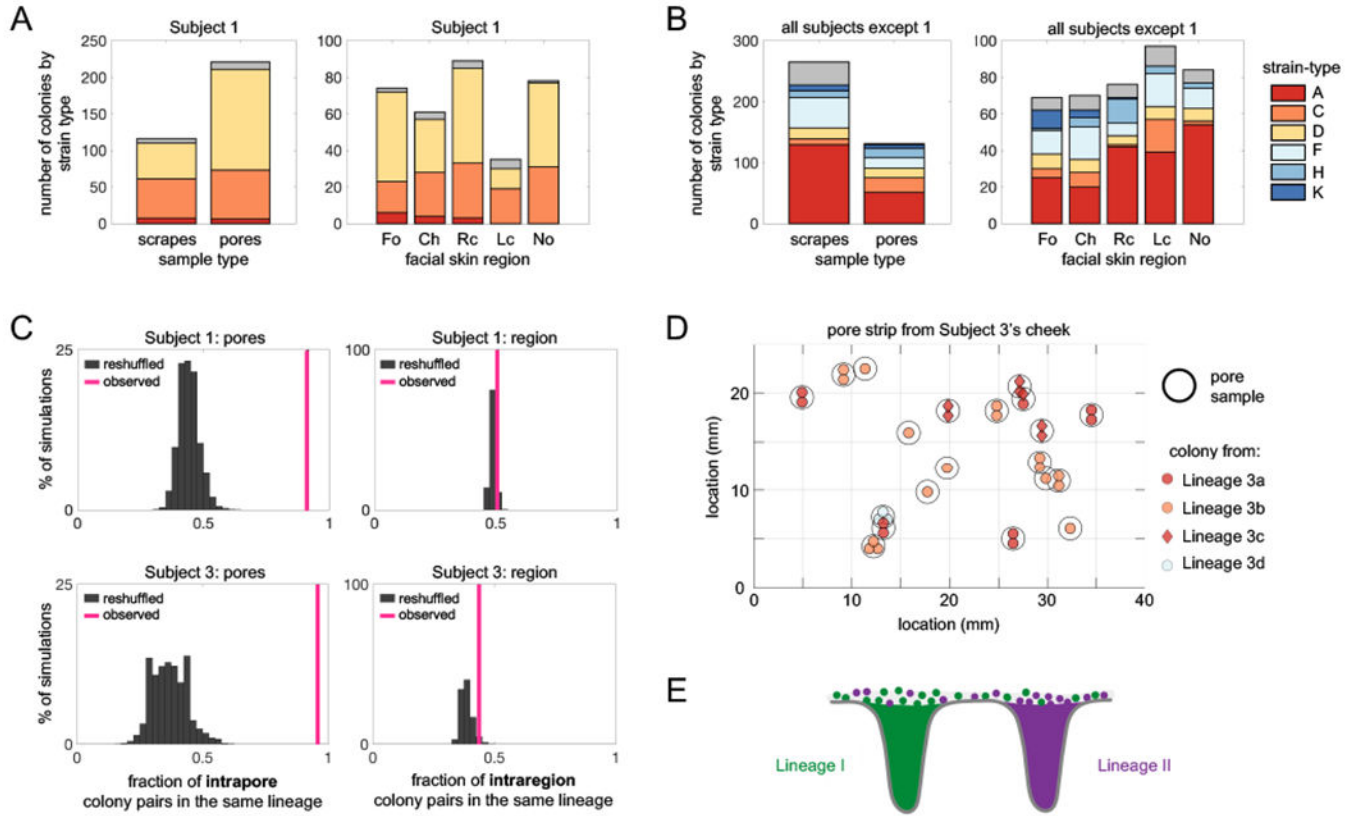 A
Subject 1
number of colonies by
strain type
250
200
150
100
50
0
scrapes
pores
sample type
Subject 1
100
80
60
40
20
0
Fo
Ch
Rc
Lc
No
facial skin region
B
all subjects except 1
number of colonies by
strain type
300
200
100
0
scrapes
pores
sample type
all subjects except 1
100
80
60
40
20
0
Fo
Ch
Rc
Lc
No
facial skin region
strain-type
A
C
D
F
H
K
C
Subject 1: pores
25
0
% of simulations
reshuffled
observed
0
0.5
1
Subject 1: region
100
0
reshuffled
observed
0
0.5
1
Subject 3: pores
25
0
% of simulations
reshuffled
observed
0
0.5
1
fraction of intrapore
colony pairs in the same lineage
Subject 3: region
100
0
reshuffled
observed
0
0.5
1
fraction of intraregion
colony pairs in the same lineage
D
pore strip from Subject 3's cheek
location (mm)
20
10
0
0
10
20
30
40
location (mm)
pore
sample
colony from:
Lineage 3a
Lineage 3b
Lineage 3c
Lineage 3d
E
Lineage I
Lineage II